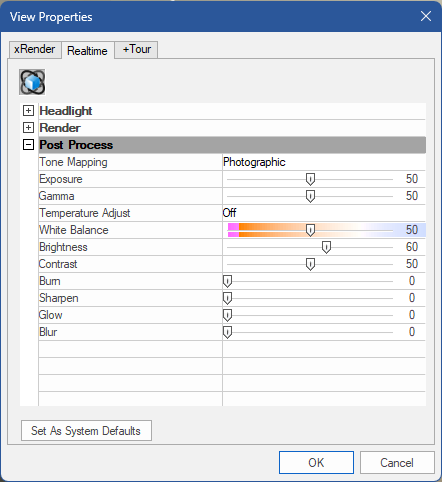 View Properties
xRender Realtime +Tour
Headlight
Render
Post Process
Tone Mapping Photographic
Exposure 50
Gamma 50
Temperature Adjust Off
White Balance 50
Brightness 60
Contrast 50
Burn 0
Sharpen 0
Glow 0
Blur 0
Set As System Defaults
OK Cancel